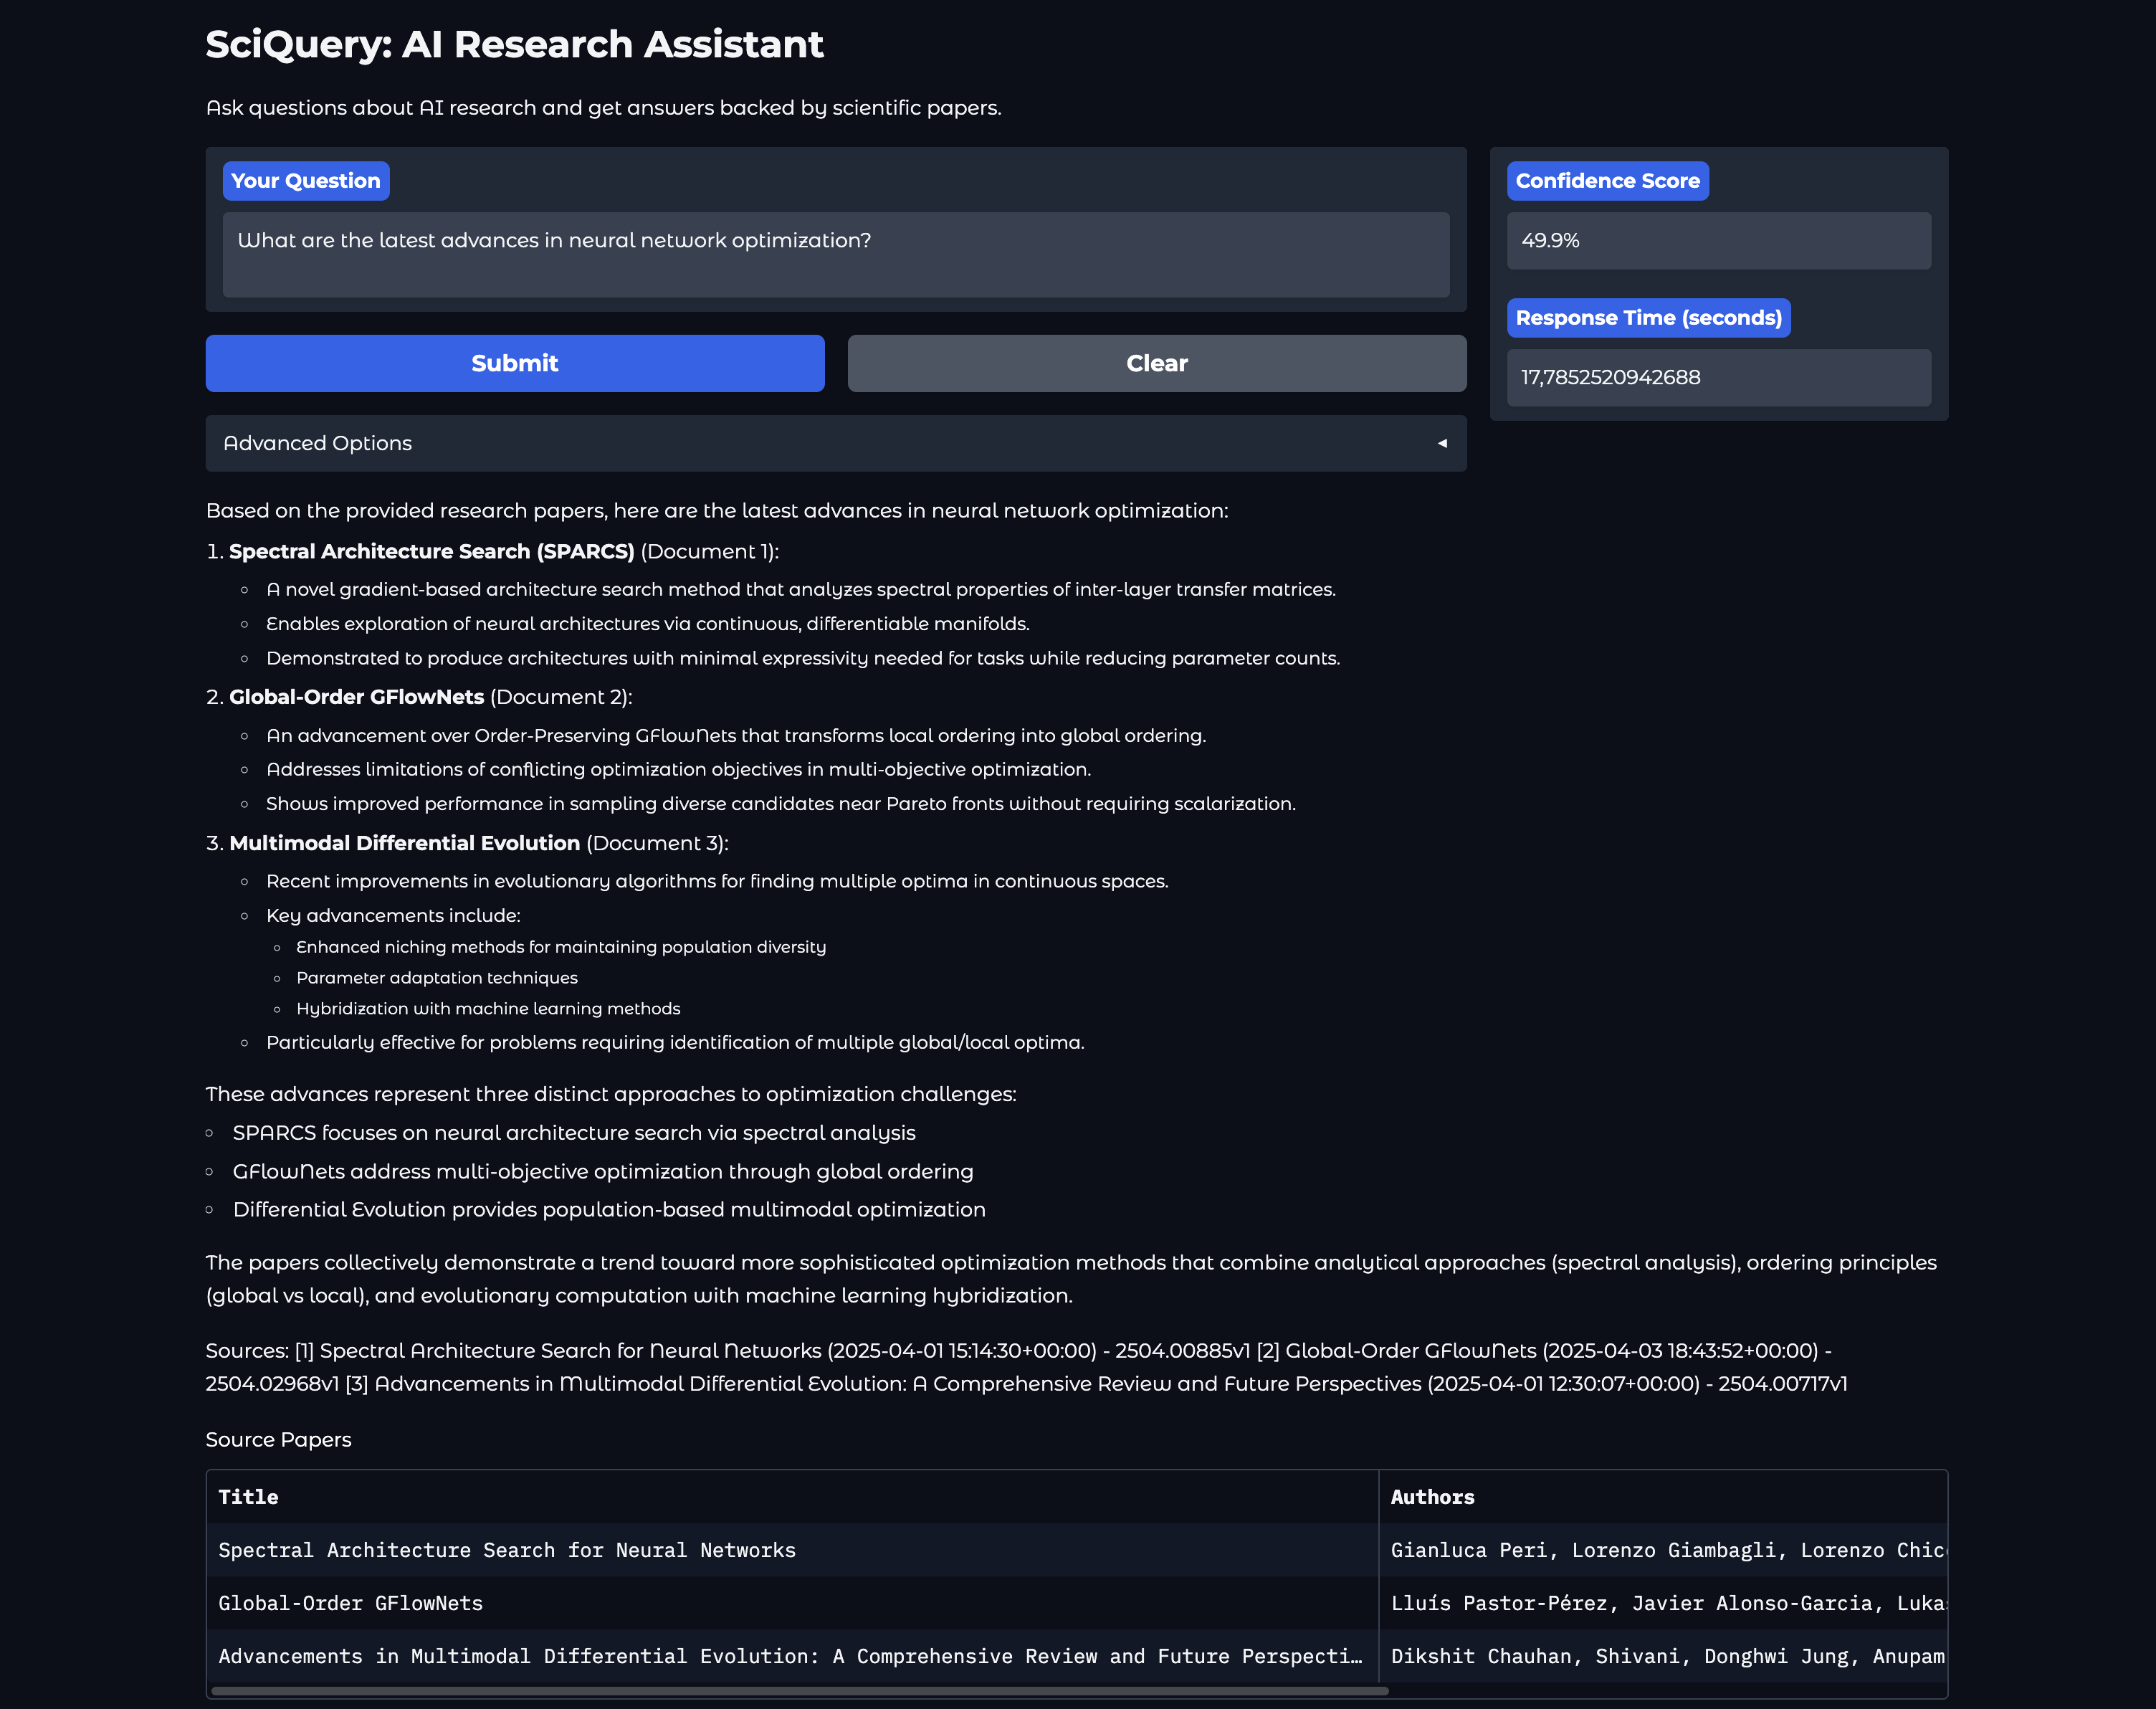 SciQuery: AI Research Assistant
Ask questions about AI research and get answers backed by scientific papers.
Your Question
What are the latest advances in neural network optimization?
Submit
Clear
Confidence Score
49.9%
Response Time (seconds)
17,7852520942688
Advanced Options
Based on the provided research papers, here are the latest advances in neural network optimization:
1. Spectral Architecture Search (SPARCS) (Document 1):
A novel gradient-based architecture search method that analyzes spectral properties of inter-layer transfer matrices.
Enables exploration of neural architectures via continuous, differentiable manifolds.
Demonstrated to produce architectures with minimal expressivity needed for tasks while reducing parameter counts.
2. Global-Order GFlowNets (Document 2):
An advancement over Order-Preserving GFlowNets that transforms local ordering into global ordering.
Addresses limitations of conflicting optimization objectives in multi-objective optimization.
Shows improved performance in sampling diverse candidates near Pareto fronts without requiring scalarization.
3. Multimodal Differential Evolution (Document 3):
Recent improvements in evolutionary algorithms for finding multiple optima in continuous spaces.
Key advancements include:
Enhanced niching methods for maintaining population diversity
Parameter adaptation techniques
Hybridization with machine learning methods
Particularly effective for problems requiring identification of multiple global/local optima.
These advances represent three distinct approaches to optimization challenges:
SPARCS focuses on neural architecture search via spectral analysis
GFlowNets address multi-objective optimization through global ordering
Differential Evolution provides population-based multimodal optimization
The papers collectively demonstrate a trend toward more sophisticated optimization methods that combine analytical approaches (spectral analysis), ordering principles
(global vs local), and evolutionary computation with machine learning hybridization.
Sources: [1] Spectral Architecture Search for Neural Networks (2025-04-01 15:14:30+00:00) - 2504.00885v1 [2] Global-Order GFlowNets (2025-04-03 18:43:52+00:00) -
2504.02968v1 [3] Advancements in Multimodal Differential Evolution: A Comprehensive Review and Future Perspectives (2025-04-01 12:30:07+00:00) - 2504.00717v1
Source Papers
Title Authors
Spectral Architecture Search for Neural Networks Gianluca Peri, Lorenzo Giambagli, Lorenzo Chic
Global-Order GFlowNets Lluís Pastor-Pérez, Javier Alonso-Garcia, Luka
Advancements in Multimodal Differential Evolution: A Comprehensive Review and Future Perspecti… Dikshit Chauhan, Shivani, Donghwi Jung, Anupam